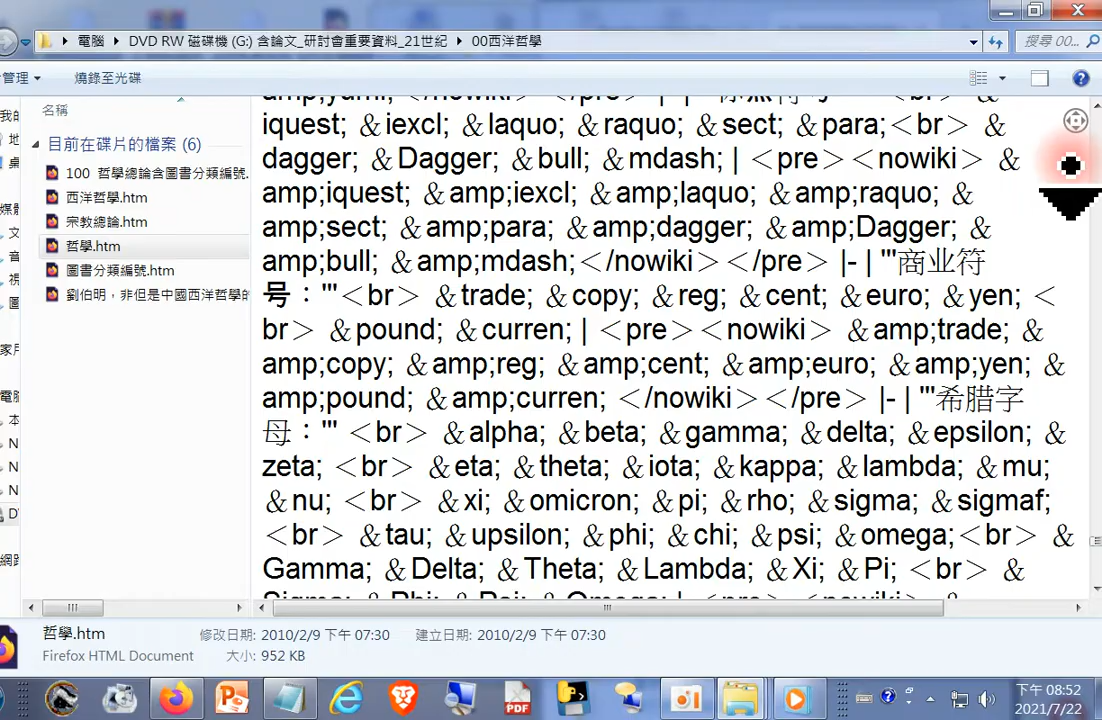 電腦 ▸ DVD RW 磁碟機 (G:) 含論文_研討會重要資料_21世紀 ▸ 00西洋哲學
搜尋 00...
管理
燒錄至光碟
名稱
目前在碟片的檔案 (6)
100 哲學總論含圖書分類編號.
西洋哲學.htm
宗教總論.htm
哲學.htm
圖書分類編號.htm
劉伯明，非但是中國西洋哲學的
iquest; &iexcl; &laquo; &raquo; &sect; &para;<br> &
dagger; &Dagger; &bull; &mdash; | <pre><nowiki> &
amp;iquest; &amp;iexcl; &amp;laquo; &amp;raquo; &
amp;sect; &amp;para; &amp;dagger; &amp;Dagger; &
amp;bull; &amp;mdash;</nowiki></pre> |- | '''商业符
号：'''<br> &trade; &copy; &reg; &cent; &euro; &yen; <
br> &pound; &curren; | <pre><nowiki> &amp;trade; &
amp;copy; &amp;reg; &amp;cent; &amp;euro; &amp;yen; &
amp;pound; &amp;curren; </nowiki></pre> |- | '''希腊字
母：''' <br> &alpha; &beta; &gamma; &delta; &epsilon; &
zeta; <br> &eta; &theta; &iota; &kappa; &lambda; &mu;
&nu; <br> &xi; &omicron; &pi; &rho; &sigma; &sigmaf;
<br> &tau; &upsilon; &phi; &chi; &psi; &omega;<br> &
Gamma; &Delta; &Theta; &Lambda; &Xi; &Pi; <br> &
哲學.htm
修改日期: 2010/2/9 下午 07:30
建立日期: 2010/2/9 下午 07:30
Firefox HTML Document
大小: 952 KB
PDF
下午 08:52
2021/7/22